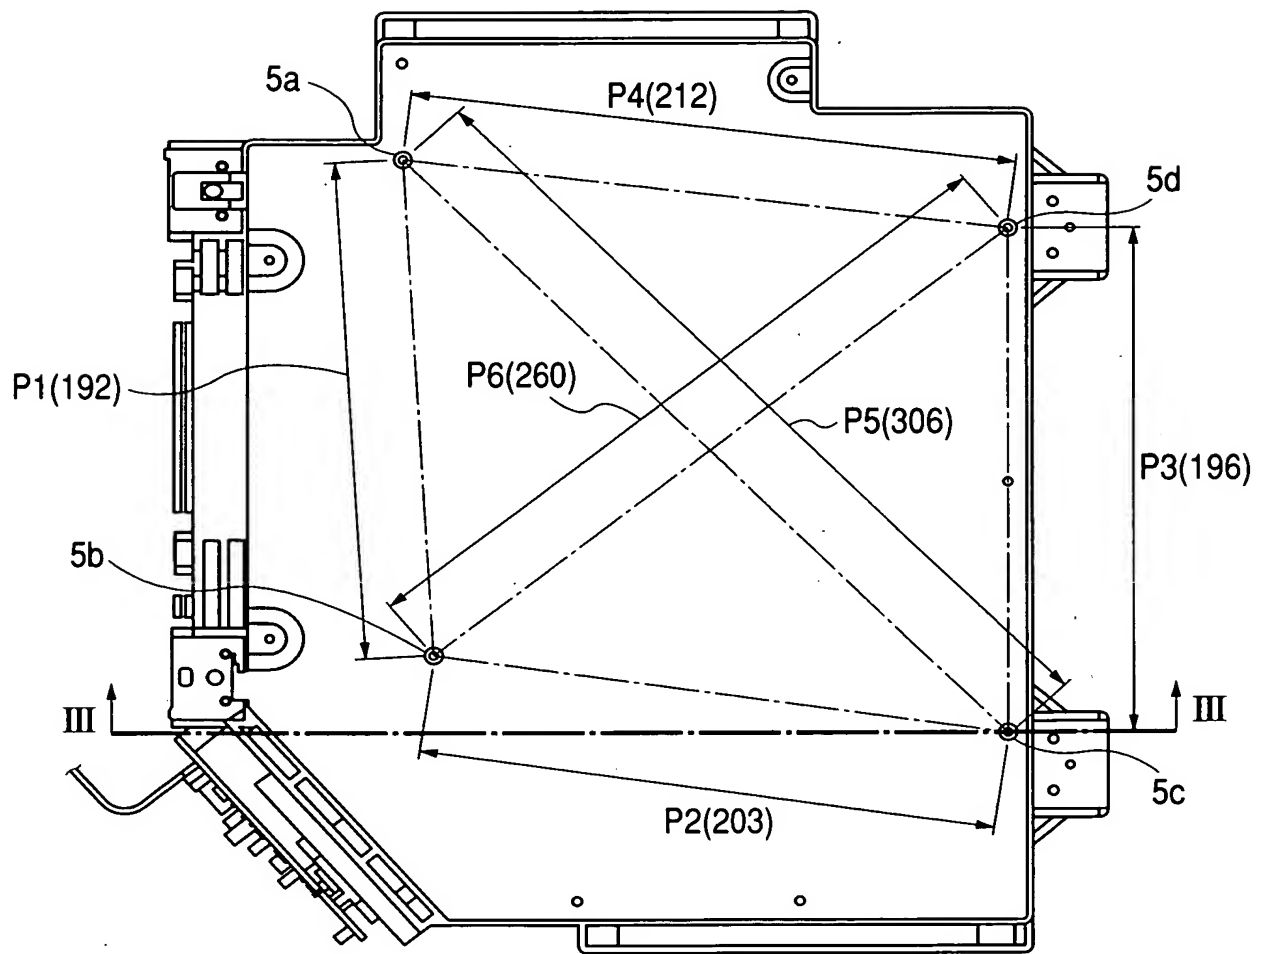 5a
P4(212)
5d
P1(192)
P6(260)
P5(306)
P3(196)
5b
III
III
5c
P2(203)